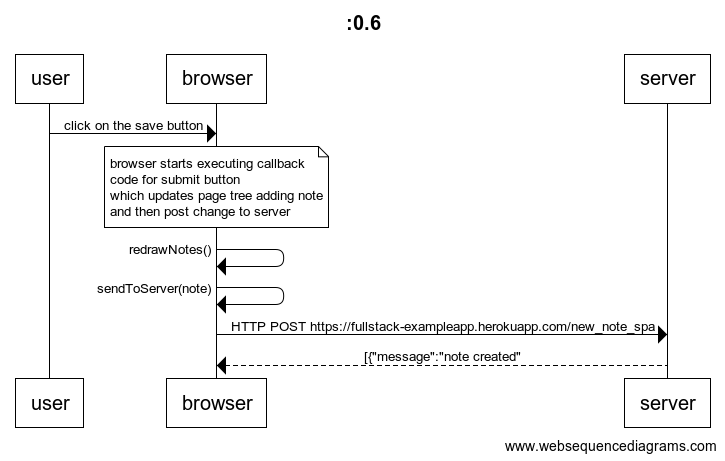 :0.6
user
browser
server
click on the save button
browser starts executing callback
code for submit button
which updates page tree adding note
and then post change to server
redrawNotes()
sendToServer(note)
HTTP POST https://fullstack-exampleapp.herokuapp.com/new_note_spa
[{"message":"note created"
user
browser
server
www.websequencediagrams.com